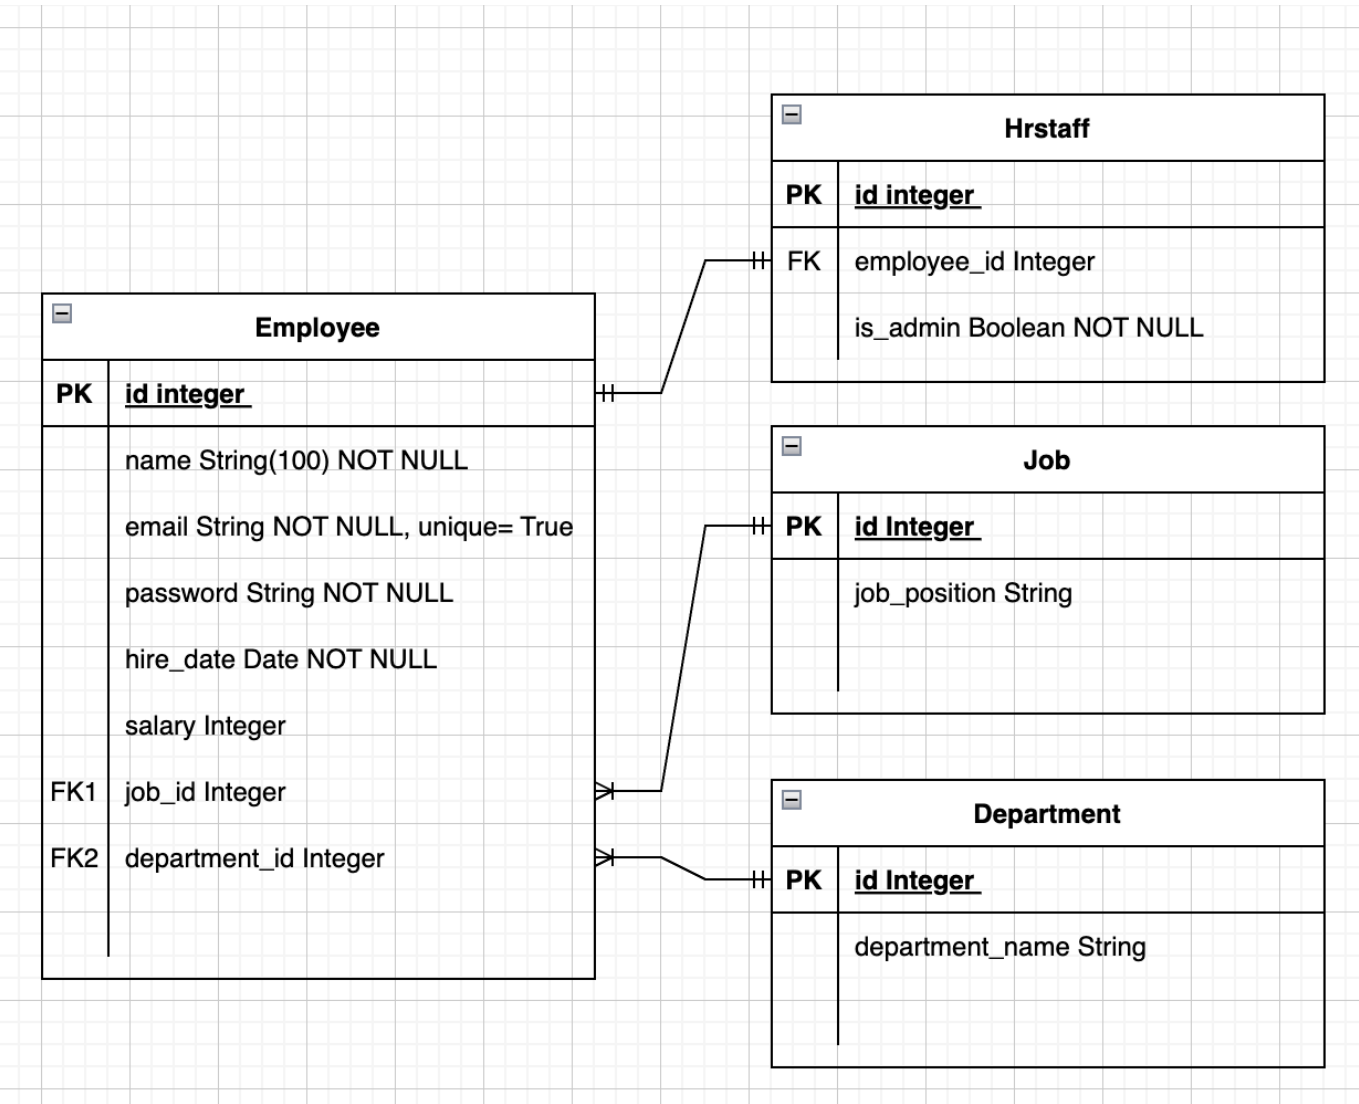 Employee
PK id integer
name String(100) NOT NULL
email String NOT NULL, unique= True
password String NOT NULL
hire_date Date NOT NULL
salary Integer
FK1 job_id Integer
FK2 department_id Integer
Hrstaff
PK id integer
FK employee_id Integer
is_admin Boolean NOT NULL
Job
PK id Integer
job_position String
Department
PK id Integer
department_name String